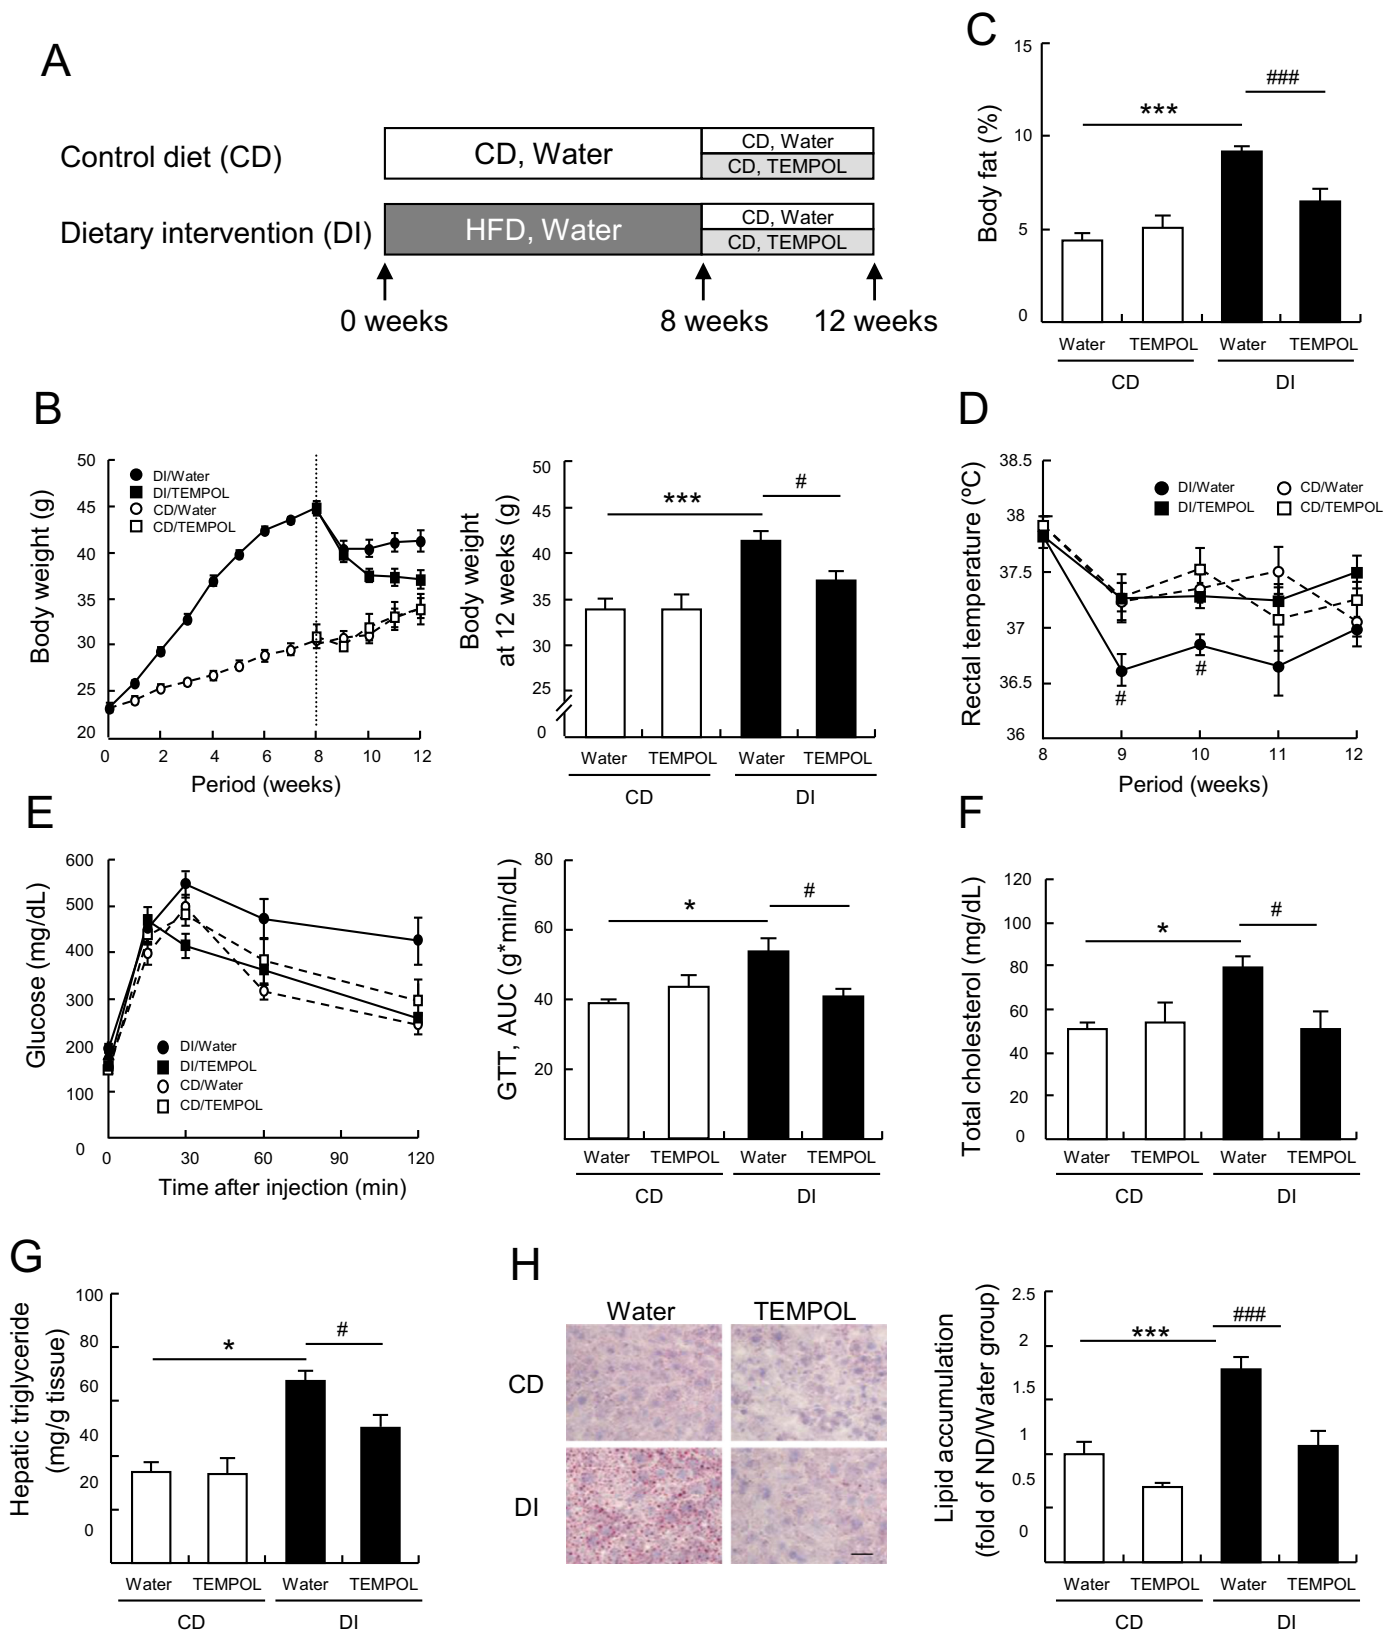 A
Control diet (CD)
CD, Water
CD, Water
CD, TEMPOL
Dietary intervention (DI)
HFD, Water
CD, Water
CD, TEMPOL
0 weeks
8 weeks
12 weeks
C
Body fat (%)
15
10
5
0
***
###
Water
TEMPOL
Water
TEMPOL
CD
DI
B
Body weight (g)
50
45
40
35
30
25
20
DI/Water
DI/TEMPOL
CD/Water
CD/TEMPOL
0
2
4
6
8
10
12
Period (weeks)
Body weight
at 12 weeks (g)
50
45
40
35
30
25
0
***
#
Water
TEMPOL
Water
TEMPOL
CD
DI
D
Rectal temperature (ºC)
38.5
38
37.5
37
36.5
36
DI/Water
DI/TEMPOL
CD/Water
CD/TEMPOL
#
#
8
9
10
11
12
Period (weeks)
E
Glucose (mg/dL)
600
500
400
300
200
100
0
DI/Water
DI/TEMPOL
CD/Water
CD/TEMPOL
0
30
60
90
120
Time after injection (min)
GTT, AUC (g*min/dL)
80
60
40
20
*
#
Water
TEMPOL
Water
TEMPOL
CD
DI
F
Total cholesterol (mg/dL)
120
100
80
60
40
20
0
*
#
Water
TEMPOL
Water
TEMPOL
CD
DI
G
Hepatic triglyceride
(mg/g tissue)
100
80
60
40
20
0
*
#
Water
TEMPOL
Water
TEMPOL
CD
DI
H
Water
TEMPOL
CD
DI
Lipid accumulation
(fold of ND/Water group)
2.5
2
1.5
1
0.5
0
***
###
Water
TEMPOL
Water
TEMPOL
CD
DI